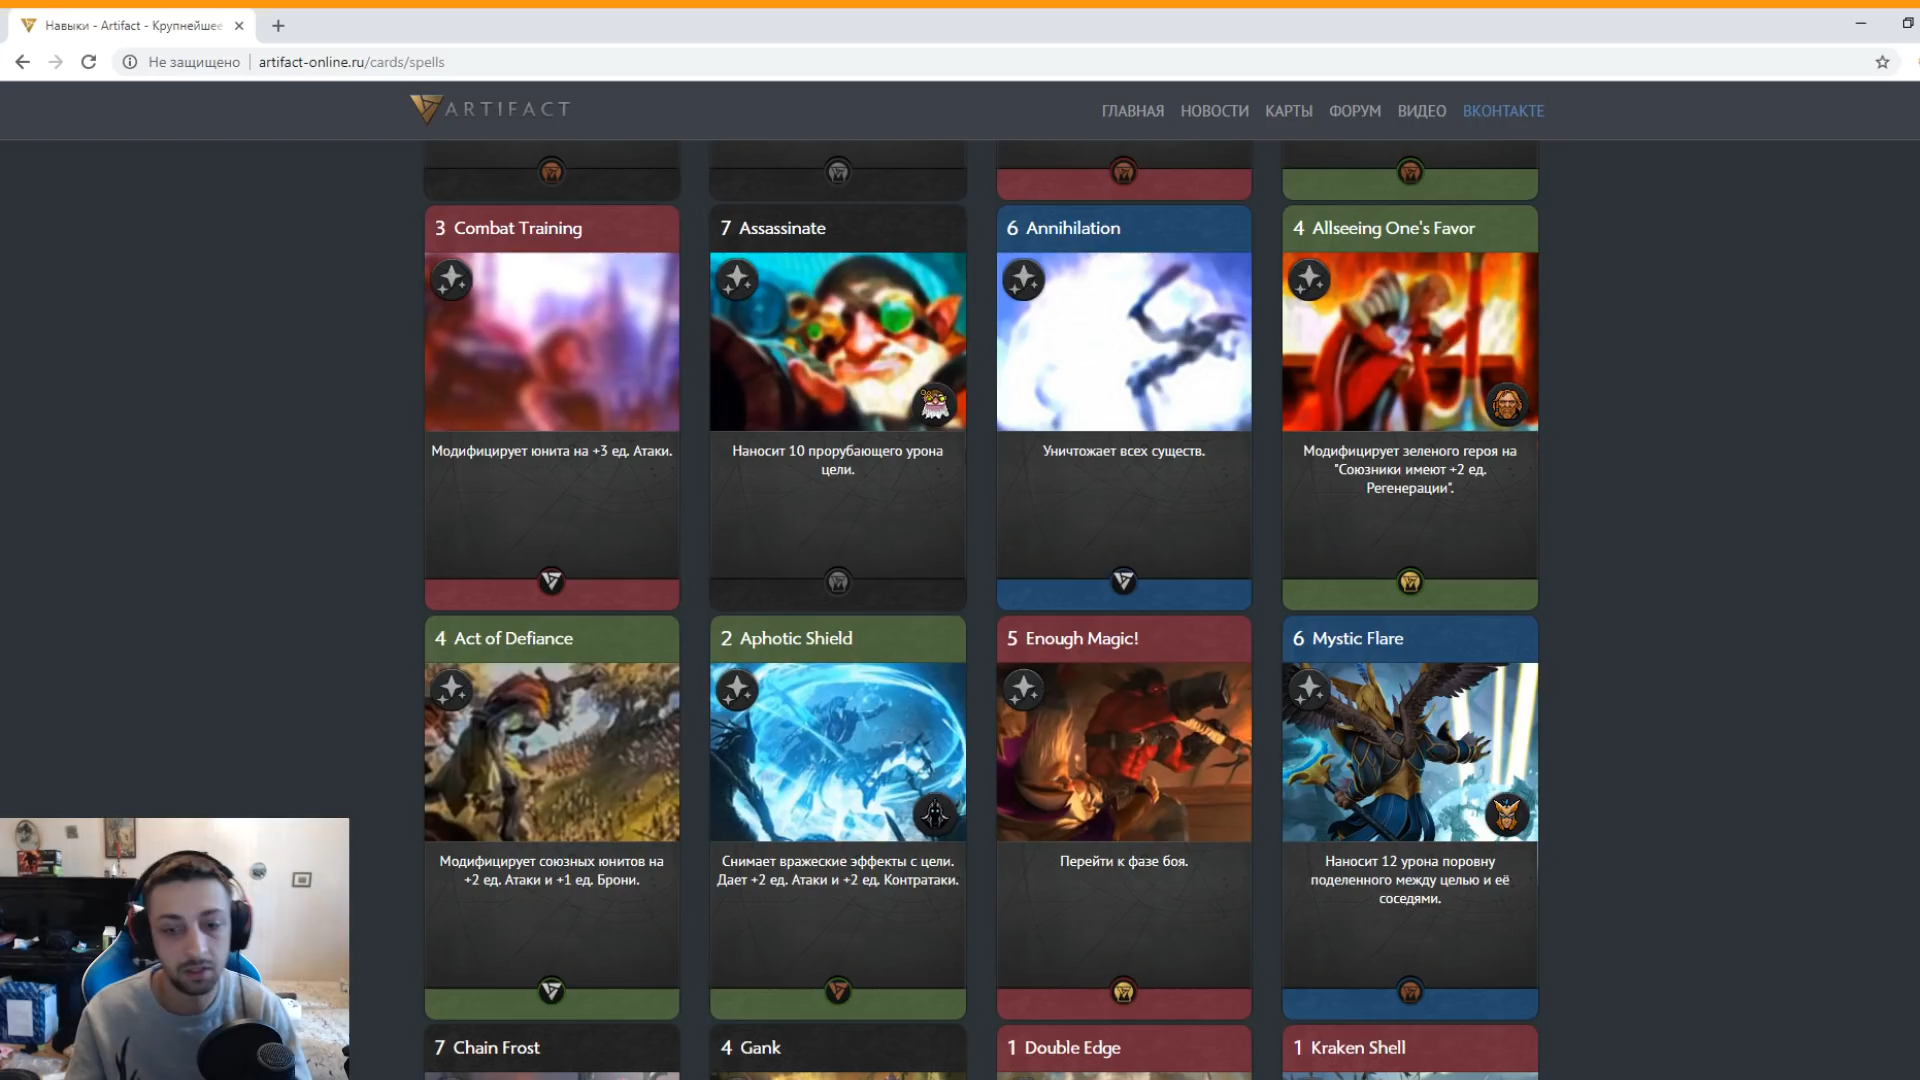 Навыки - Artifact - Крупнейшее
Не защищено
artifact-online.ru/cards/spells
ARTIFACT
ГЛАВНАЯ НОВОСТИ КАРТЫ ФОРУМ ВИДЕО ВКОНТАКТЕ
3 Combat Training
Модифицирует юнита на +3 ед. Атаки.
7 Assassinate
Наносит 10 прорубающего урона
цели.
6 Annihilation
Уничтожает всех существ.
4 Allseeing One's Favor
Модифицирует зеленого героя на
"Союзники имеют +2 ед.
Регенерации".
4 Act of Defiance
Модифицирует союзных юнитов на
+2 ед. Атаки и +1 ед. Брони.
2 Aphotic Shield
Снимает вражеские эффекты с цели.
Дает +2 ед. Атаки и +2 ед. Контратаки.
5 Enough Magic!
Перейти к фазе боя.
6 Mystic Flare
Наносит 12 урона поровну
поделенного между целью и её
соседями.
7 Chain Frost
4 Gank
1 Double Edge
1 Kraken Shell